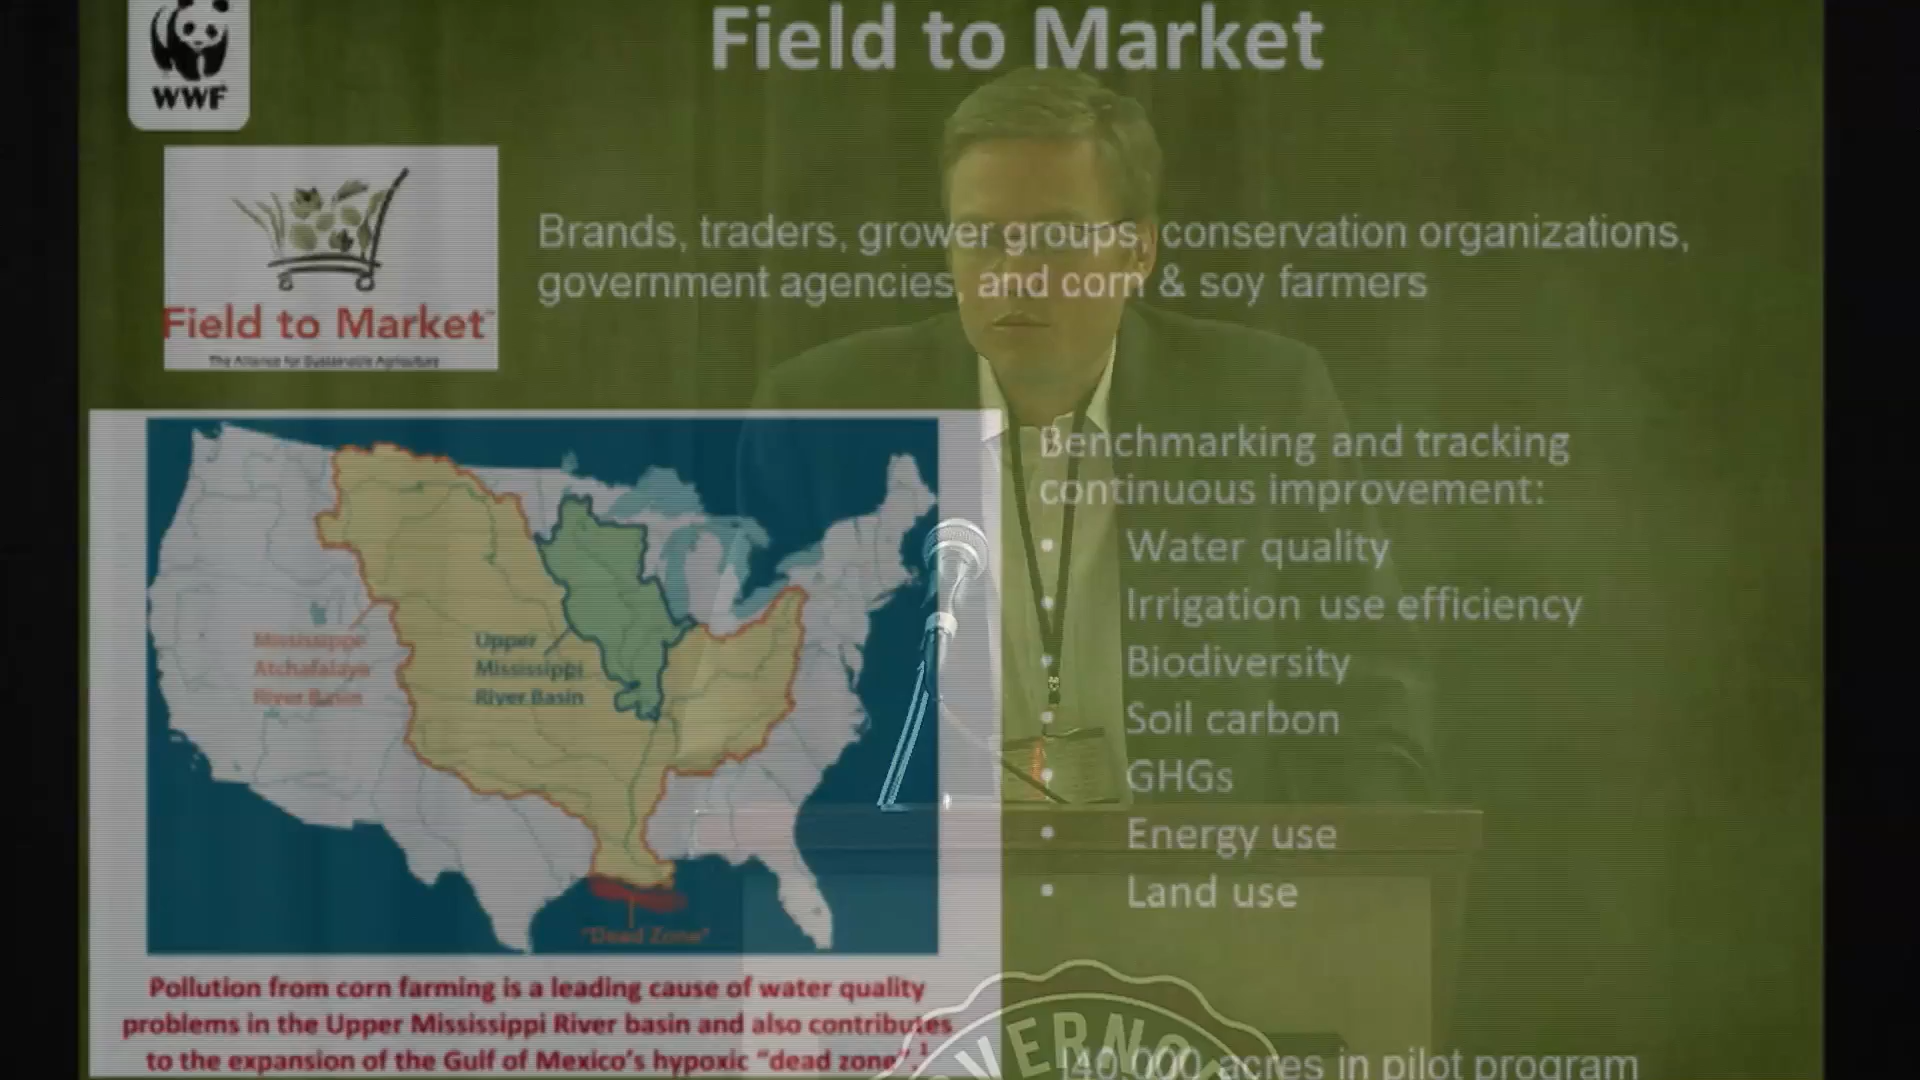 Field to Market
WWF
Brands, traders, grower groups, conservation organizations,
government agencies, and corn & soy farmers
Field to Market
The Alliance for Sustainable Agriculture
Benchmarking and tracking
continuous improvement:
• Water quality
• Irrigation use efficiency
• Biodiversity
• Soil carbon
• GHGs
• Energy use
• Land use
Mississippi
Atchafalaya
River Basin
Upper
Mississippi
River Basin
"Dead Zone"
Pollution from corn farming is a leading cause of water quality
problems in the Upper Mississippi River basin and also contributes
to the expansion of the Gulf of Mexico's hypoxic "dead zone". 1
acres in pilot program